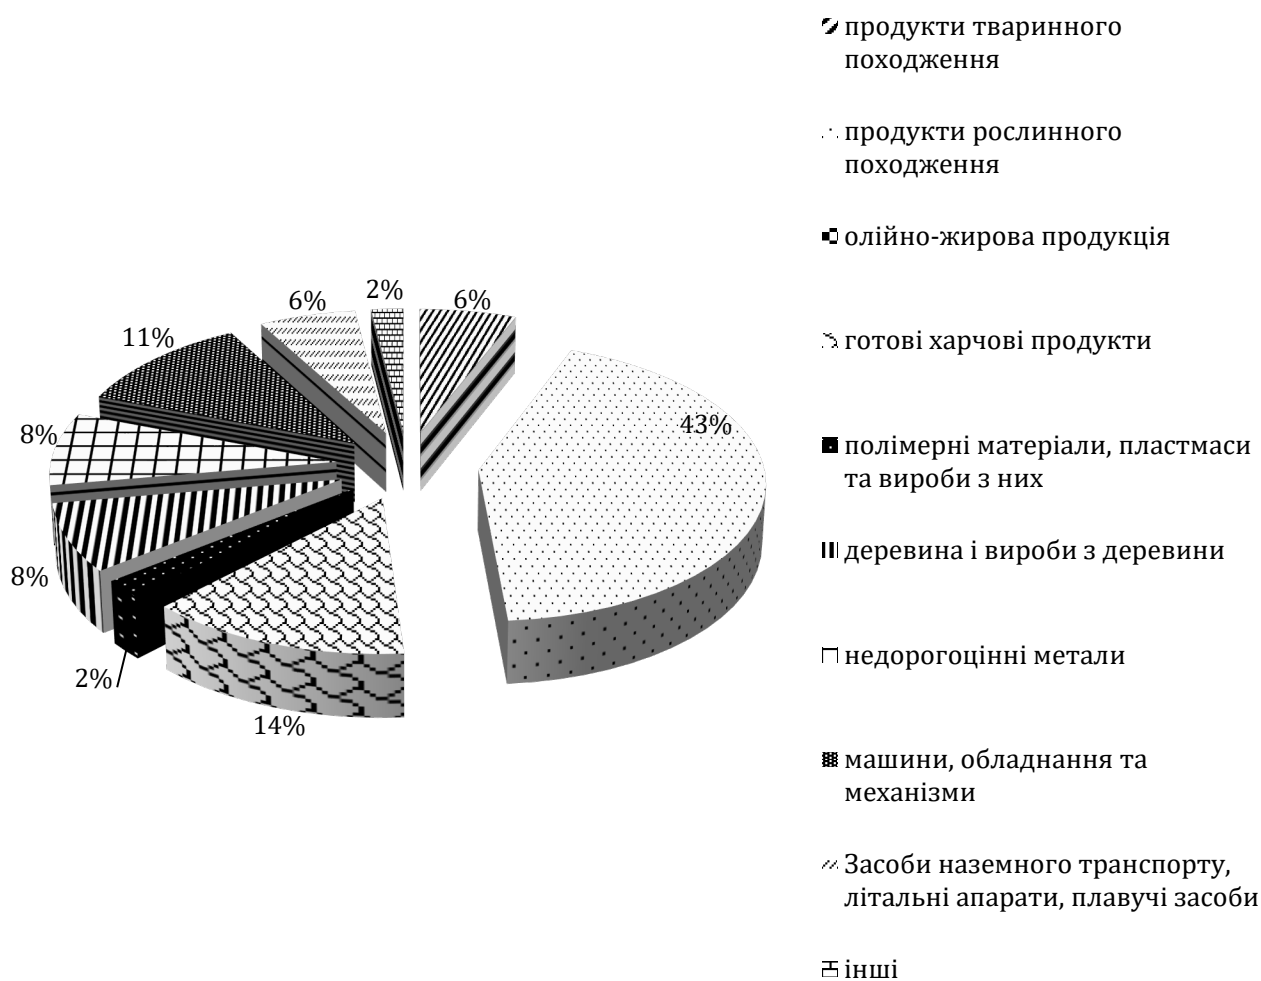 продукти тваринного
походження
продукти рослинного
походження
олійно-жирова продукція
готові харчові продукти
полімерні матеріали, пластмаси
та вироби з них
деревина і вироби з деревини
недорогоцінні метали
машини, обладнання та
механізми
Засоби наземного транспорту,
літальні апарати, плавучі засоби
інші
6%
2%
6%
11%
43%
8%
8%
2%
14%